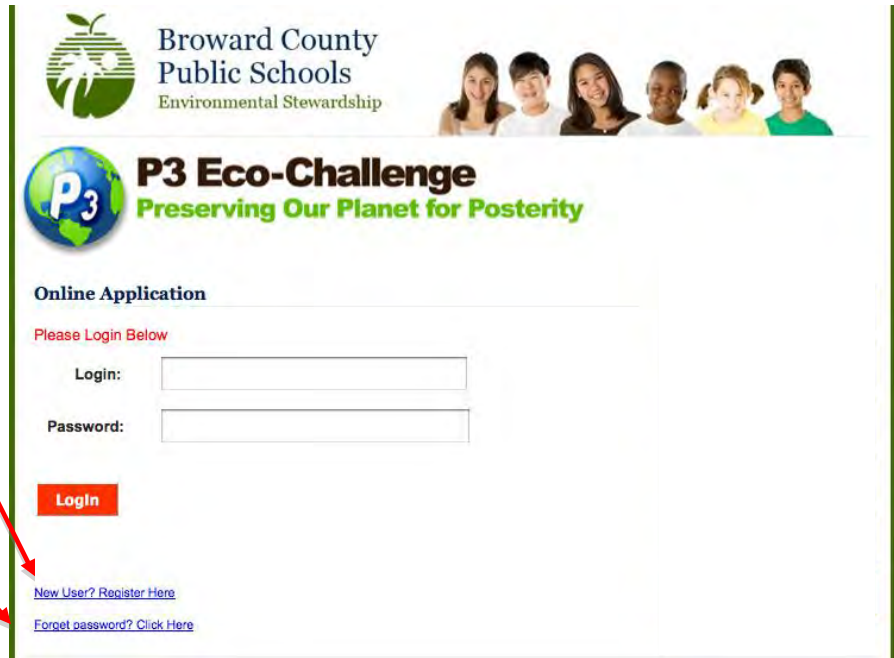 Broward County
Public Schools
Environmental Stewardship
P3
P3 Eco-Challenge
Preserving Our Planet for Posterity
Online Application
Please Login Below
Login:
Password:
LogIn
New User? Register Here
Forget password? Click Here